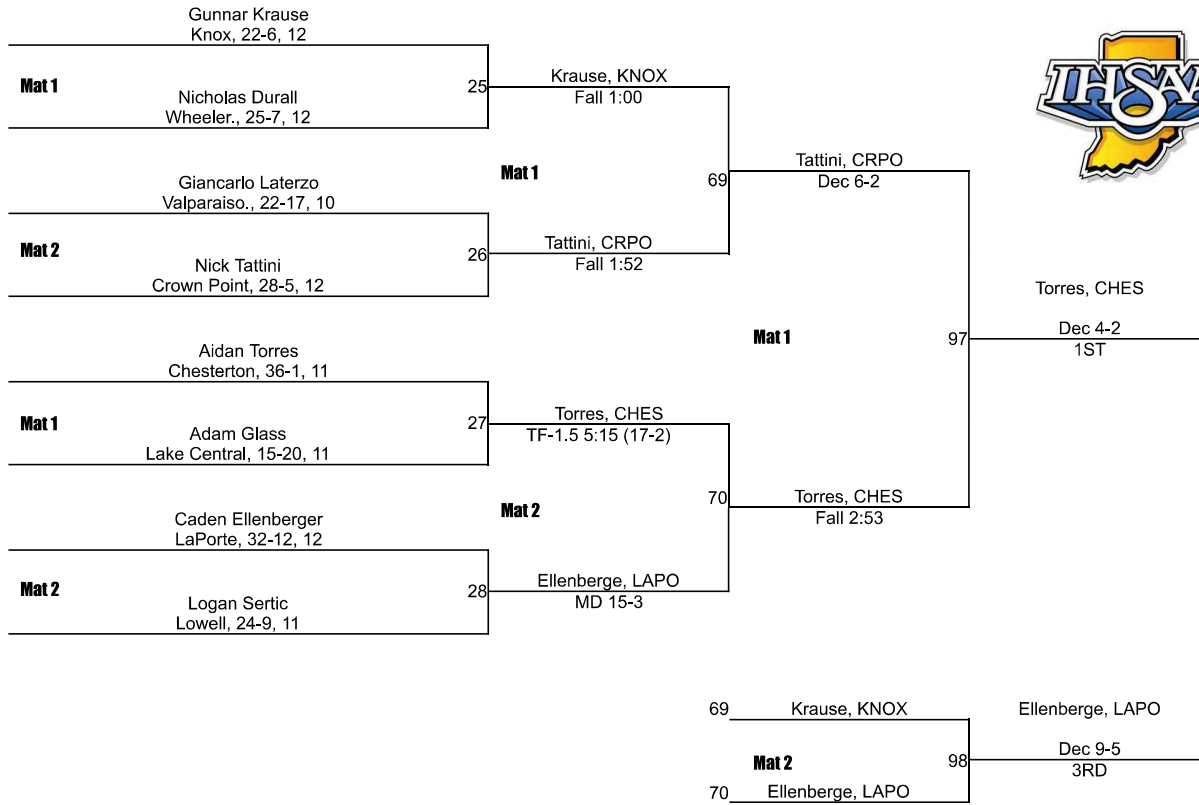 Gunnar Krause
Knox, 22-6, 12
Mat 1
Nicholas Durall
Wheeler., 25-7, 12
25
Krause, KNOX
Fall 1:00
Giancarlo Laterzo
Valparaiso., 22-17, 10
Mat 2
Nick Tattini
Crown Point, 28-5, 12
26
Tattini, CRPO
Fall 1:52
Mat 1
69
Tattini, CRPO
Dec 6-2
Aidan Torres
Chesterton, 36-1, 11
Mat 1
Adam Glass
Lake Central, 15-20, 11
27
Torres, CHES
TF-1.5 5:15 (17-2)
Caden Ellenberger
LaPorte, 32-12, 12
Mat 2
Logan Sertic
Lowell, 24-9, 11
28
Ellenberge, LAPO
MD 15-3
Mat 2
70
Torres, CHES
Fall 2:53
Mat 1
97
Torres, CHES
Dec 4-2
1ST
IHSAA
69
Krause, KNOX
Mat 2
70
Ellenberge, LAPO
98
Ellenberge, LAPO
Dec 9-5
3RD